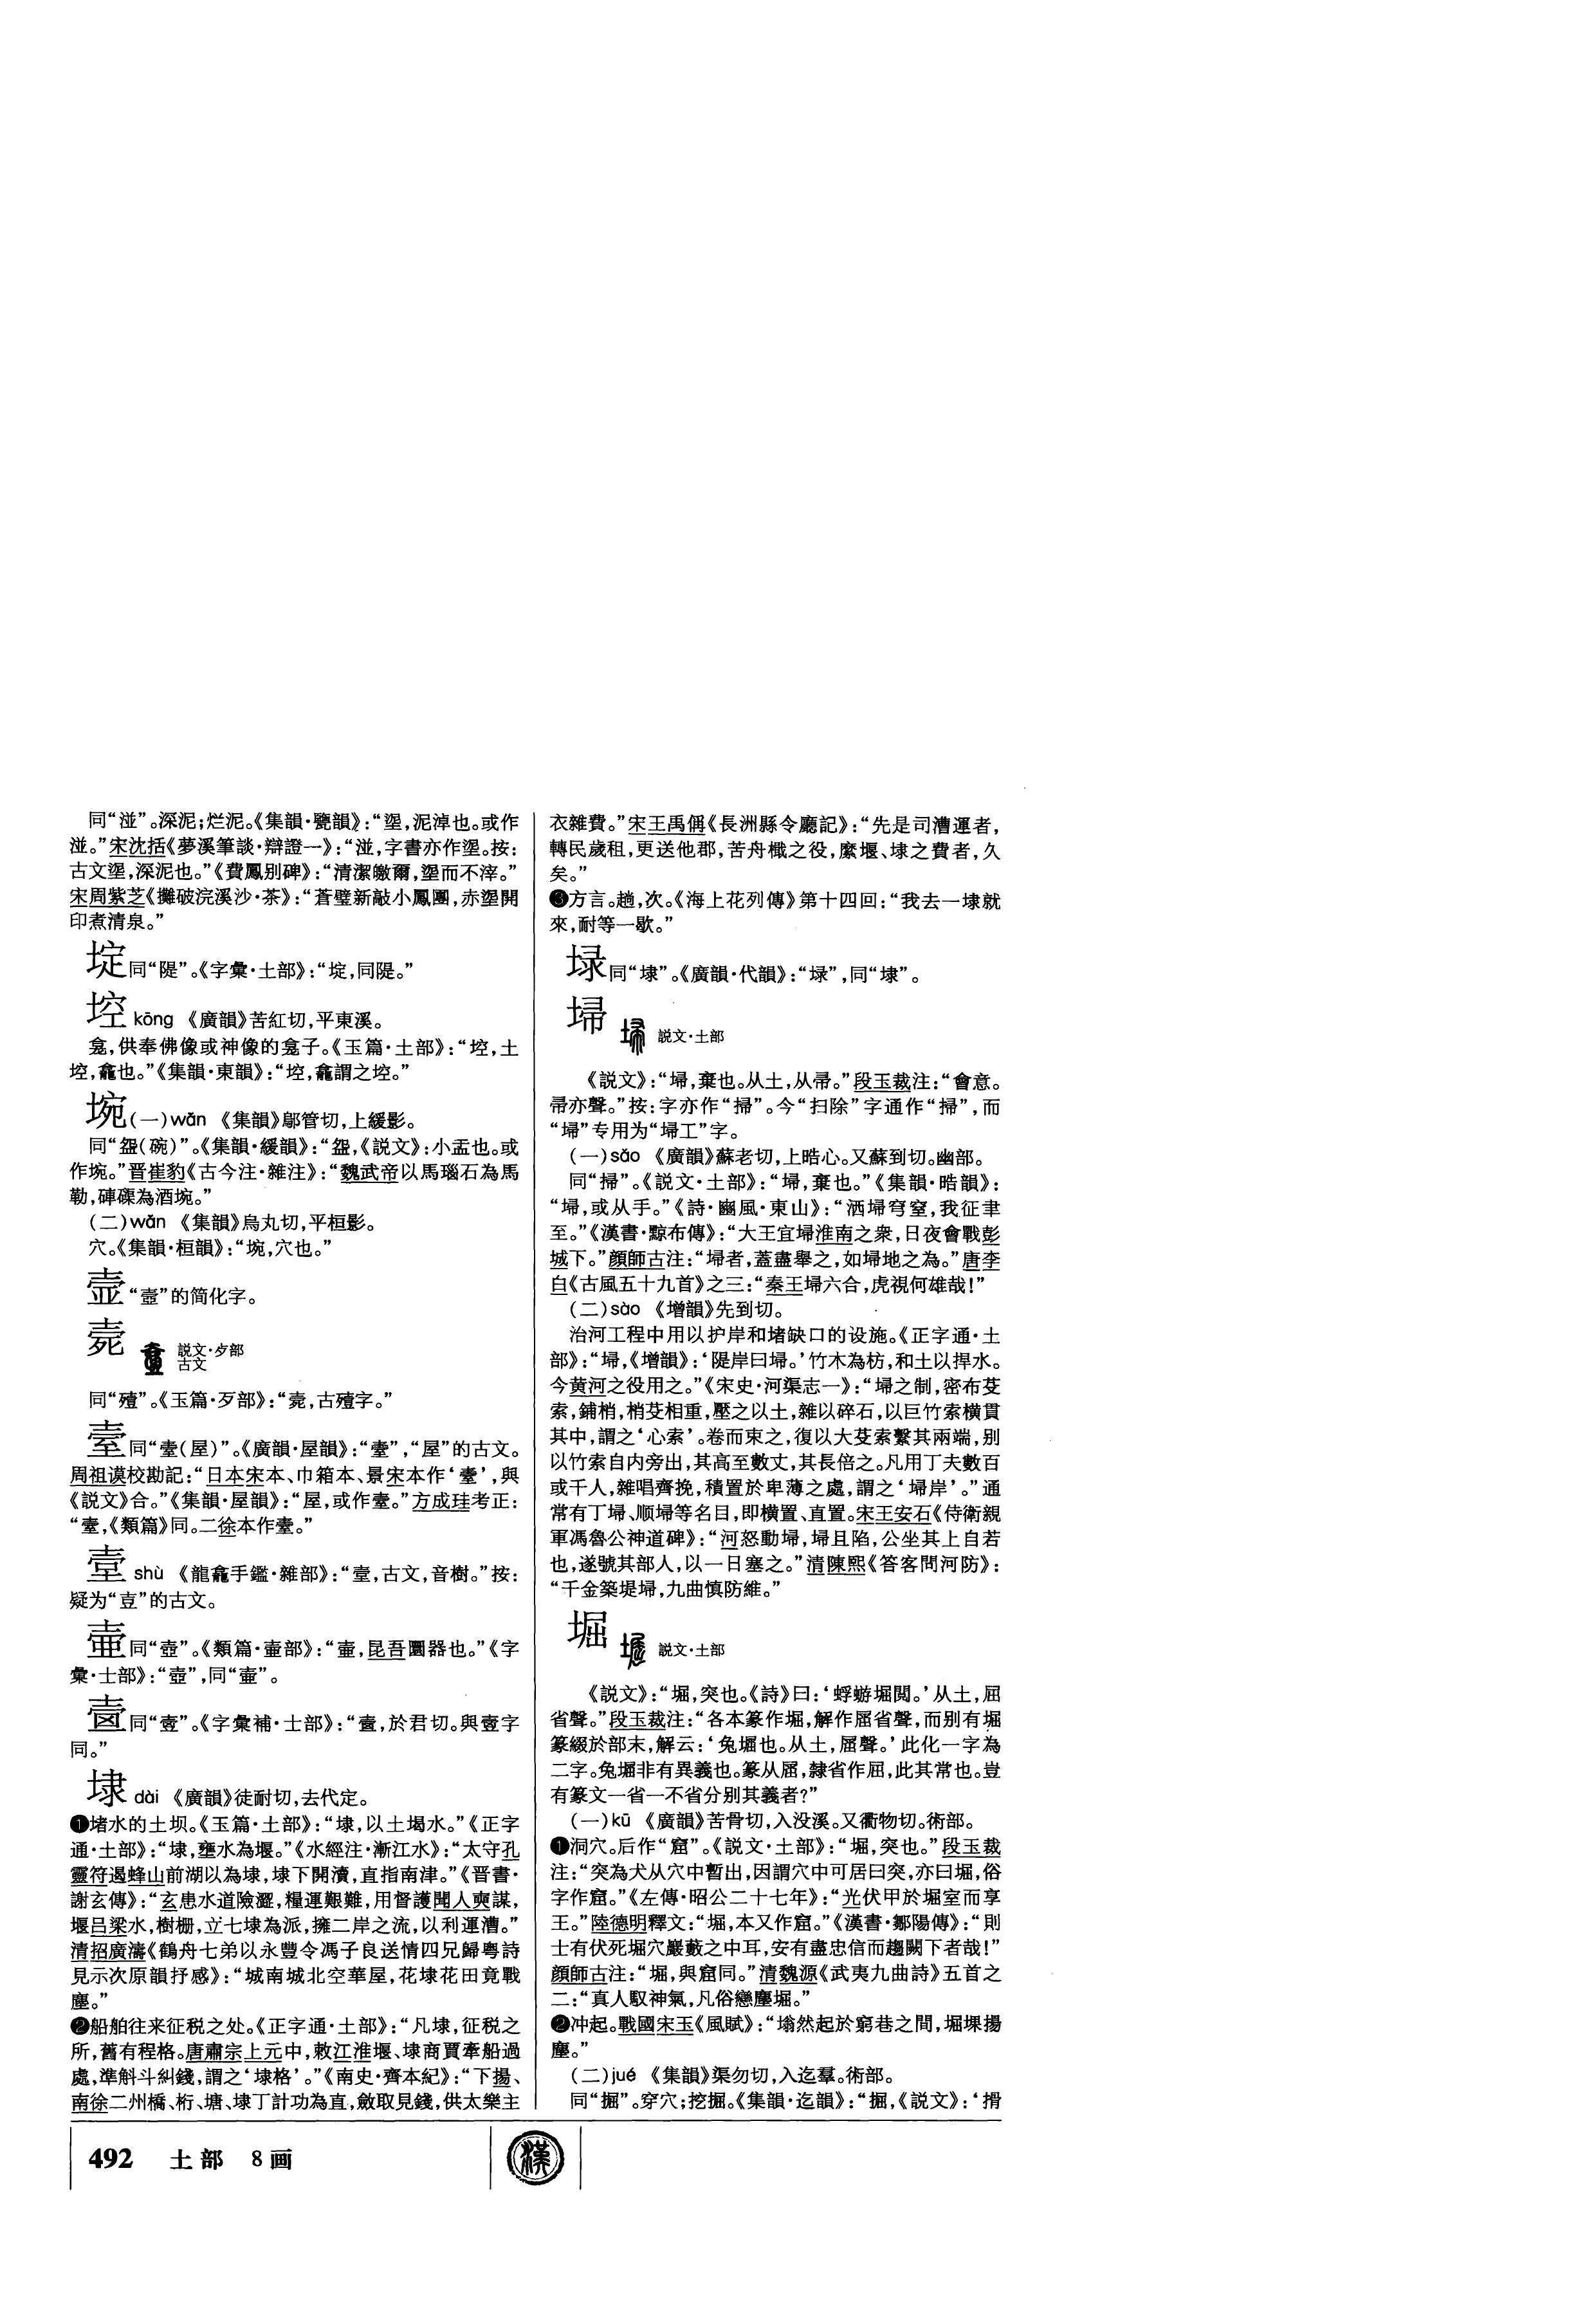 同“湴”。深泥;烂泥。《集韻·鑒韻》:“埿,泥淖也。或作
湴。”宋沈括《夢溪筆談·辯證一》:“湴,字書亦作埿。按:
古文埿,深泥也。”《費鳳别碑》:“清潔皦爾,埿而不滓。”
宋周紫芝《攤破浣溪沙·茶》:“蒼璧新敲小鳳團,赤埿開
印煮清泉。”
埞同“隄”。《字彙·土部》:“埞,同隄。”
埪 kōng 《廣韻》苦紅切,平東溪。
龛,供奉佛像或神像的龛子。《玉篇·土部》:“埪,土
埪,龕也。”《集韻·東韻》:“埪,龕謂之埪。”
埦(一)wǎn 《集韻》鄔管切,上緩影。
同“盌(碗)”。《集韻·緩韻》:“盌,《説文》:小盂也。或
作埦。”晋崔豹《古今注·雜注》:“魏武帝以馬瑙石為馬
勒,硨磲為酒埦。”
(二)wān 《集韻》烏丸切,平桓影。
穴。《集韻·桓韻》:“埦,穴也。”
壸 “壼”的简化字。
説文·歺部
古文
同“殪”。《玉篇·歹部》:“,古殪字。”
同“臺(屋)”。《廣韻·屋韻》:“”,“屋”的古文。
周祖谟校勘記:“日本宋本、巾箱本、景宋本作‘’,與
《説文》合。”《集韻·屋韻》:“屋,或作。”方成珪考正:
“,《類篇》同。二徐本作。”
shù 《龍龕手鑑·雜部》:“,古文,音樹。”按:
疑为“壴”的古文。
同“壺”。《類篇·壷部》:“,昆吾圜器也。”《字
彙·士部》:“壺”,同“”。
同“壹”。《字彙補·士部》:“,於君切。與壹字
同。”
埭 dài 《廣韻》徒耐切,去代定。
❶堵水的土坝。《玉篇·土部》:“埭,以土堨水。”《正字
通·土部》:“埭,壅水為堰。”《水經注·漸江水》:“太守孔
靈符遏蜂山前湖以為埭,埭下開瀆,直指南津。”《晋書·
謝玄傳》:“玄患水道險澀,糧運艱難,用督護聞人奭謀,
堰吕梁水,樹栅,立七埭為派,擁二岸之流,以利運漕。”
清招廣濤《鶴舟七弟以永豐令馮子良送情四兄歸粤詩
見示次原韻抒感》:“城南城北空華屋,花埭花田竟戰
塵。”
❷船舶往来征税之处。《正字通·土部》:“凡埭,征税之
所,舊有程格。唐肅宗上元中,敕江淮堰、埭商賈牽船過
處,準斛斗糾錢,謂之‘埭格’。”《南史·齊本紀》:“下揚、
南徐二州橋、桁、塘、埭丁計功為直,斂取見錢,供太樂主
衣雜費。”宋王禹偁《長洲縣令廳記》:“先是司漕運者,
轉民歲租,更送他郡,苦舟檝之役,縻堰、埭之費者,久
矣。”
❸方言。趟,次。《海上花列傳》第十四回:“我去一埭就
來,耐等一歇。”
埭同“埭”。《廣韻·代韻》:“”,同“埭”。
埽 説文·土部
《説文》:“埽,棄也。从土,从帚。”段玉裁注:“會意。
帚亦聲。”按:字亦作“掃”。今“扫除”字通作“掃”,而
“埽”专用为“埽工”字。
(一)sǎo 《廣韻》蘇老切,上晧心。又蘇到切。幽部。
同“掃”。《説文·土部》:“埽,棄也。”《集韻·晧韻》:
“埽,或从手。”《詩·豳風·東山》:“洒埽穹窒,我征聿
至。”《漢書·黥布傳》:“大王宜埽淮南之衆,日夜會戰彭
城下。”顔師古注:“埽者,蓋盡舉之,如埽地之為。”唐李
白《古風五十九首》之三:“秦王埽六合,虎視何雄哉!”
(二)sào 《增韻》先到切。
治河工程中用以护岸和堵缺口的设施。《正字通·土
部》:“埽,《增韻》:‘隄岸曰埽。’竹木為枋,和土以捍水。
今黄河之役用之。”《宋史·河渠志一》:“埽之制,密布芟
索,鋪梢,梢芟相重,壓之以土,雜以碎石,以巨竹索横貫
其中,謂之‘心索’。卷而束之,復以大芟索繫其兩端,别
以竹索自内旁出,其高至數丈,其長倍之。凡用丁夫數百
或千人,雜唱齊挽,積置於卑薄之處,謂之‘埽岸’。”通
常有丁埽、顺埽等名目,即横置、直置。宋王安石《侍衛親
軍馮魯公神道碑》:“河怒動埽,埽且陷,公坐其上自若
也,遂號其部人,以一日塞之。”清陳熙《答客問河防》:
“千金築堤埽,九曲慎防維。”
堀 説文·土部
《説文》:“堀,突也。《詩》曰:‘蜉蝣堀閲。’从土,屈
省聲。”段玉裁注:“各本篆作堀,解作屈省聲,而别有堀
篆綴於部末,解云:‘兔堀也。从土,屈聲。’此化一字為
二字。兔堀非有異義也。篆从屈,隸省作屈,此其常也。豈
有篆文一省一不省分别其義者?”
(一)kū 《廣韻》苦骨切,入没溪。又衢物切。術部。
❶洞穴。后作“窟”。《説文·土部》:“堀,突也。”段玉裁
注:“突為犬从穴中暫出,因謂穴中可居曰突,亦曰堀,俗
字作窟。”《左傳·昭公二十七年》:“光伏甲於堀室而享
王。”陸德明釋文:“堀,本又作窟。”《漢書·鄒陽傳》:“則
士有伏死堀穴巖藪之中耳,安有盡忠信而趨闕下者哉!”
顔師古注:“堀,與窟同。”清魏源《武夷九曲詩》五首之
二:“真人馭神氣,凡俗戀塵堀。”
❷冲起。戰國宋玉《風賦》:“塕然起於窮巷之間,堀堁揚
塵。”
(二)jué 《集韻》渠勿切,入迄羣。術部。
同“掘”。穿穴;挖掘。《集韻·迄韻》:“掘,《説文》:‘搰
492 土部 8画
漢